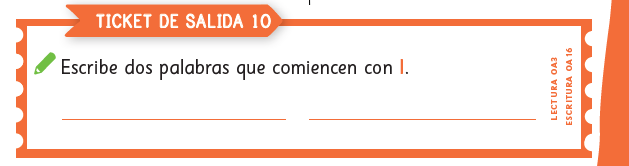 TICKET DE SALIDA 10
Escribe dos palabras que comiencen con l.
LECTURA OA3
ESCRITURA OA16